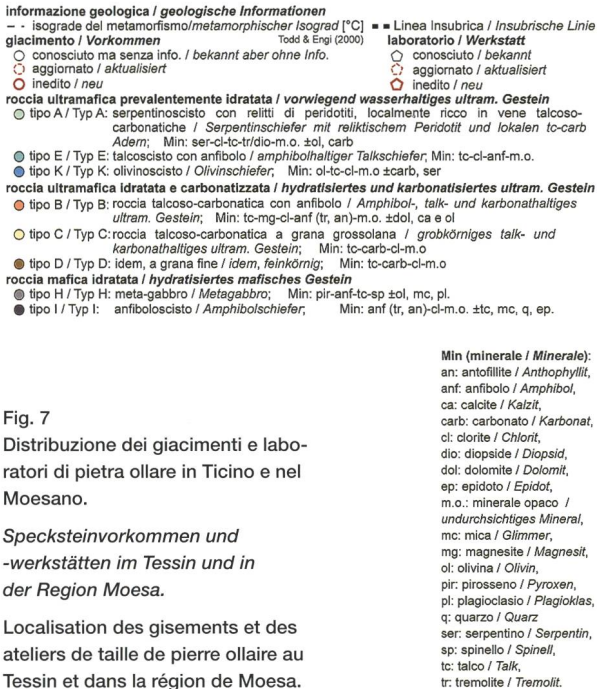 informazione geologica / geologische Informationen
– - isograde del metamorfismo/metamorphischer Isograd [°C] ■ ■ Linea Insubrica / Insubrische Linie
giacimento / Vorkommen Todd & Engi (2000) laboratorio / Werkstatt
conosciuto ma senza info. / bekannt aber ohne Info. conosciuto / bekannt
aggiornato / aktualisiert aggiornato / aktualisiert
inedito / neu inedito / neu
roccia ultramafica prevalentemente idratata / vorwiegend wasserhaltiges ultram. Gestein
tipo A / Typ A: serpentinoscisto con relitti di peridotiti, localmente ricco in vene talcoso-
carbonatiche / Serpentinschiefer mit reliktischem Peridotit und lokalen tc-carb
Adern; Min: ser-cl-tc-tr/dio-m.o. ±ol, carb
tipo E / Typ E: talcoscisto con anfibolo / amphibolhaltiger Talkschiefer; Min: tc-cl-anf-m.o.
tipo K / Typ K: olivinoscisto / Olivinschiefer; Min: ol-tc-cl-m.o ±carb, ser
roccia ultramafica idratata e carbonatizzata / hydratisiertes und karbonatisiertes ultram. Gestein
tipo B / Typ B: roccia talcoso-carbonatica con anfibolo / Amphibol-, talk- und karbonathaltiges
ultram. Gestein; Min: tc-mg-cl-anf (tr, an)-m.o. ±dol, ca e ol
tipo C / Typ C: roccia talcoso-carbonatica a grana grossolana / grobkörniges talk- und
karbonathaltiges ultram. Gestein; Min: tc-carb-cl-m.o
tipo D / Typ D: idem, a grana fine / idem, feinkörnig; Min: tc-carb-cl-m.o
roccia mafica idratata / hydratisiertes mafisches Gestein
tipo H / Typ H: meta-gabbro / Metagabbro; Min: pir-anf-tc-sp ±ol, mc, pl.
tipo I / Typ I: anfiboloscisto / Amphibolschiefer; Min: anf (tr, an)-cl-m.o. ±tc, mc, q, ep.
Fig. 7
Distribuzione dei giacimenti e labo-
ratori di pietra ollare in Ticino e nel
Moesano.
Specksteinvorkommen und
-werkstätten im Tessin und in
der Region Moesa.
Localisation des gisements et des
ateliers de taille de pierre ollaire au
Tessin et dans la région de Moesa.
Min (minerale / Minerale):
an: antofillite / Anthophyllit,
anf: anfibolo / Amphibol,
ca: calcite / Kalzit,
carb: carbonato / Karbonat,
cl: clorite / Chlorit,
dio: diopside / Diopsid,
dol: dolomite / Dolomit,
ep: epidoto / Epidot,
m.o.: minerale opaco /
undurchsichtiges Mineral,
mc: mica / Glimmer,
mg: magnesite / Magnesit,
ol: olivina / Olivin,
pir: pirosseno / Pyroxen,
pl: plagioclasio / Plagioklas,
q: quarzo / Quarz
ser: serpentino / Serpentin,
sp: spinello / Spinell,
tc: talco / Talk,
tr: tremolite / Tremolit.